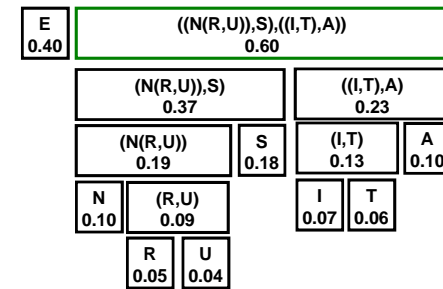 E
0.40
((N(R,U)),S),((I,T),A))
0.60
(N(R,U)),S)
0.37
((I,T),A)
0.23
(N(R,U))
0.19
S
0.18
(I,T)
0.13
A
0.10
N
0.10
(R,U)
0.09
I
0.07
T
0.06
R
0.05
U
0.04